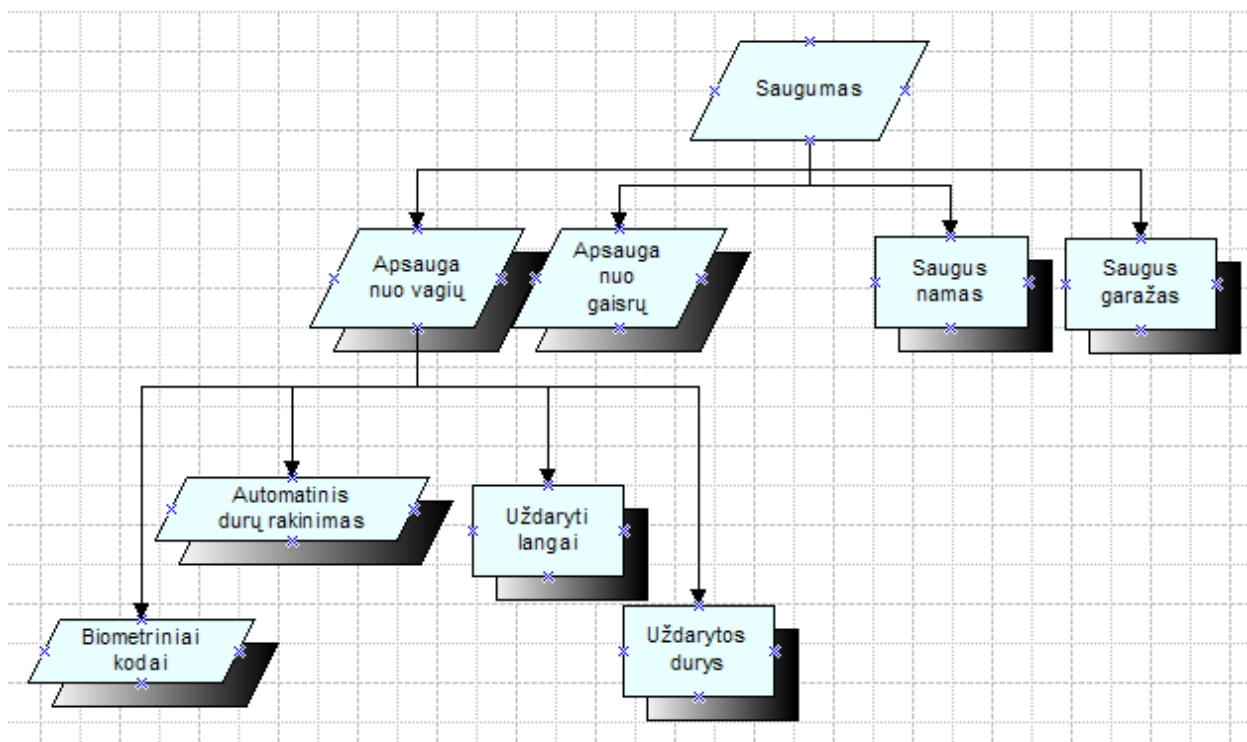 Saugumas
Apsauga
nuo vagių
Apsauga
nuo
gaisrų
Saugus
namas
Saugus
garažas
Automatinis
durų rakinimas
Uždaryti
langai
Biometriniai
kodai
Uždarytos
durys